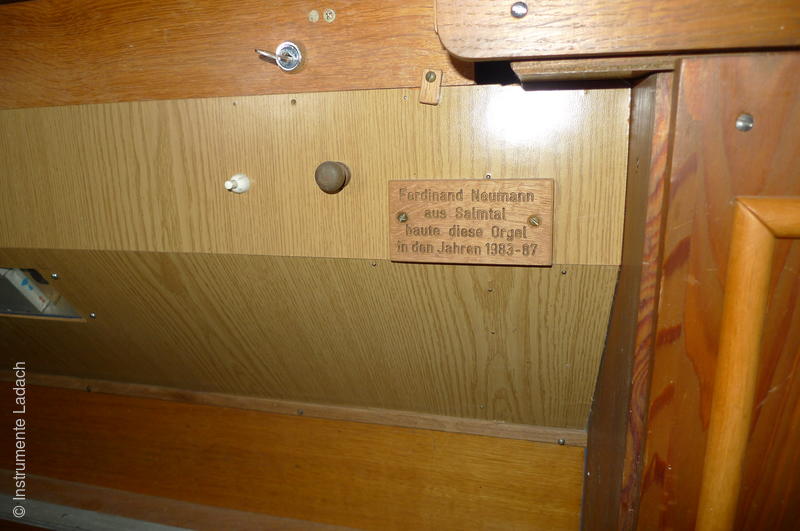 Ferdinand Neumann
aus Salmtal
baute diese Orgel
in den Jahren 1983-87
© Instrumente Ladach